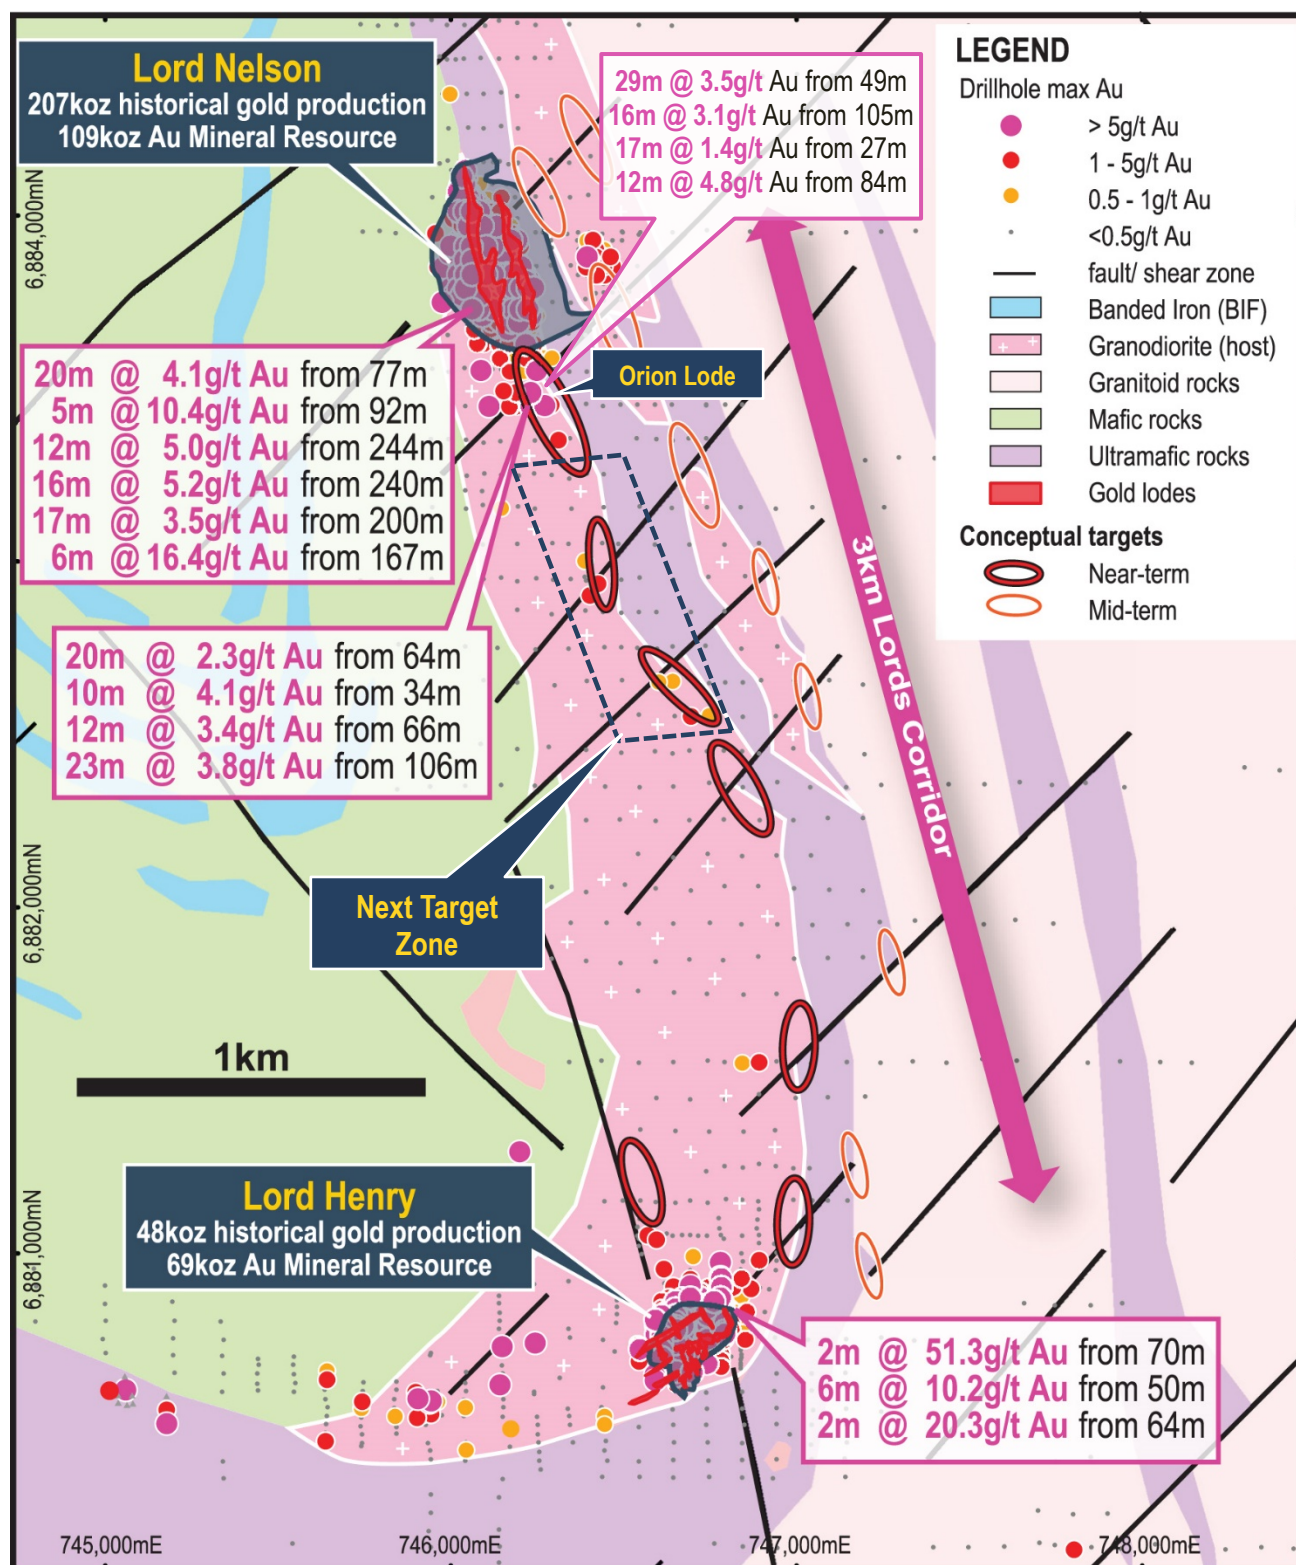 Lord Nelson
207koz historical gold production
109koz Au Mineral Resource
29m @ 3.5g/t Au from 49m
16m @ 3.1g/t Au from 105m
17m @ 1.4g/t Au from 27m
12m @ 4.8g/t Au from 84m
LEGEND
Drillhole max Au
> 5g/t Au
1 - 5g/t Au
0.5 - 1g/t Au
<0.5g/t Au
fault/ shear zone
Banded Iron (BIF)
Granodiorite (host)
Granitoid rocks
Mafic rocks
Ultramafic rocks
Gold lodes
Conceptual targets
Near-term
Mid-term
6,884,000mN
20m @ 4.1g/t Au from 77m
5m @ 10.4g/t Au from 92m
12m @ 5.0g/t Au from 244m
16m @ 5.2g/t Au from 240m
17m @ 3.5g/t Au from 200m
6m @ 16.4g/t Au from 167m
Orion Lode
20m @ 2.3g/t Au from 64m
10m @ 4.1g/t Au from 34m
12m @ 3.4g/t Au from 66m
23m @ 3.8g/t Au from 106m
3km Lords Corridor
Next Target
Zone
6,882,000mN
1km
Lord Henry
48koz historical gold production
69koz Au Mineral Resource
6,881,000mN
2m @ 51.3g/t Au from 70m
6m @ 10.2g/t Au from 50m
2m @ 20.3g/t Au from 64m
745,000mE
746,000mE
747,000mE
748,000mE